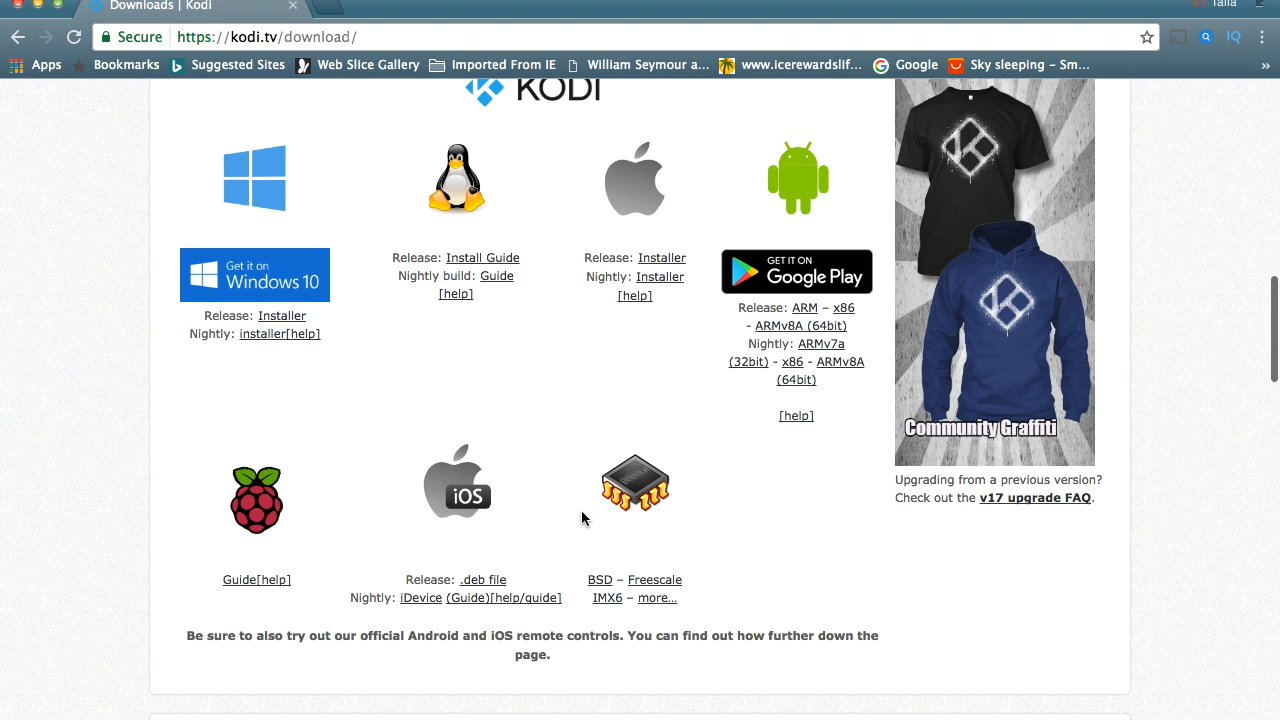 Downloads | Kodi
Talia
Secure https://kodi.tv/download/
IQ
Apps Bookmarks Suggested Sites Web Slice Gallery Imported From IE William Seymour a... www.icerewardslif... Google Sky sleeping – Sm... »
KODI
Get it on
Windows 10
Release: Installer
Nightly: installer[help]
Release: Install Guide
Nightly build: Guide
[help]
Release: Installer
Nightly: Installer
[help]
GET IT ON
Google Play
Release: ARM – x86
- ARMv8A (64bit)
Nightly: ARMv7a
(32bit) - x86 - ARMv8A
(64bit)
[help]
Community Graffiti
Upgrading from a previous version?
Check out the v17 upgrade FAQ.
Guide[help]
iOS
Release: .deb file
Nightly: iDevice (Guide)[help/guide]
BSD – Freescale
IMX6 – more...
Be sure to also try out our official Android and iOS remote controls. You can find out how further down the
page.